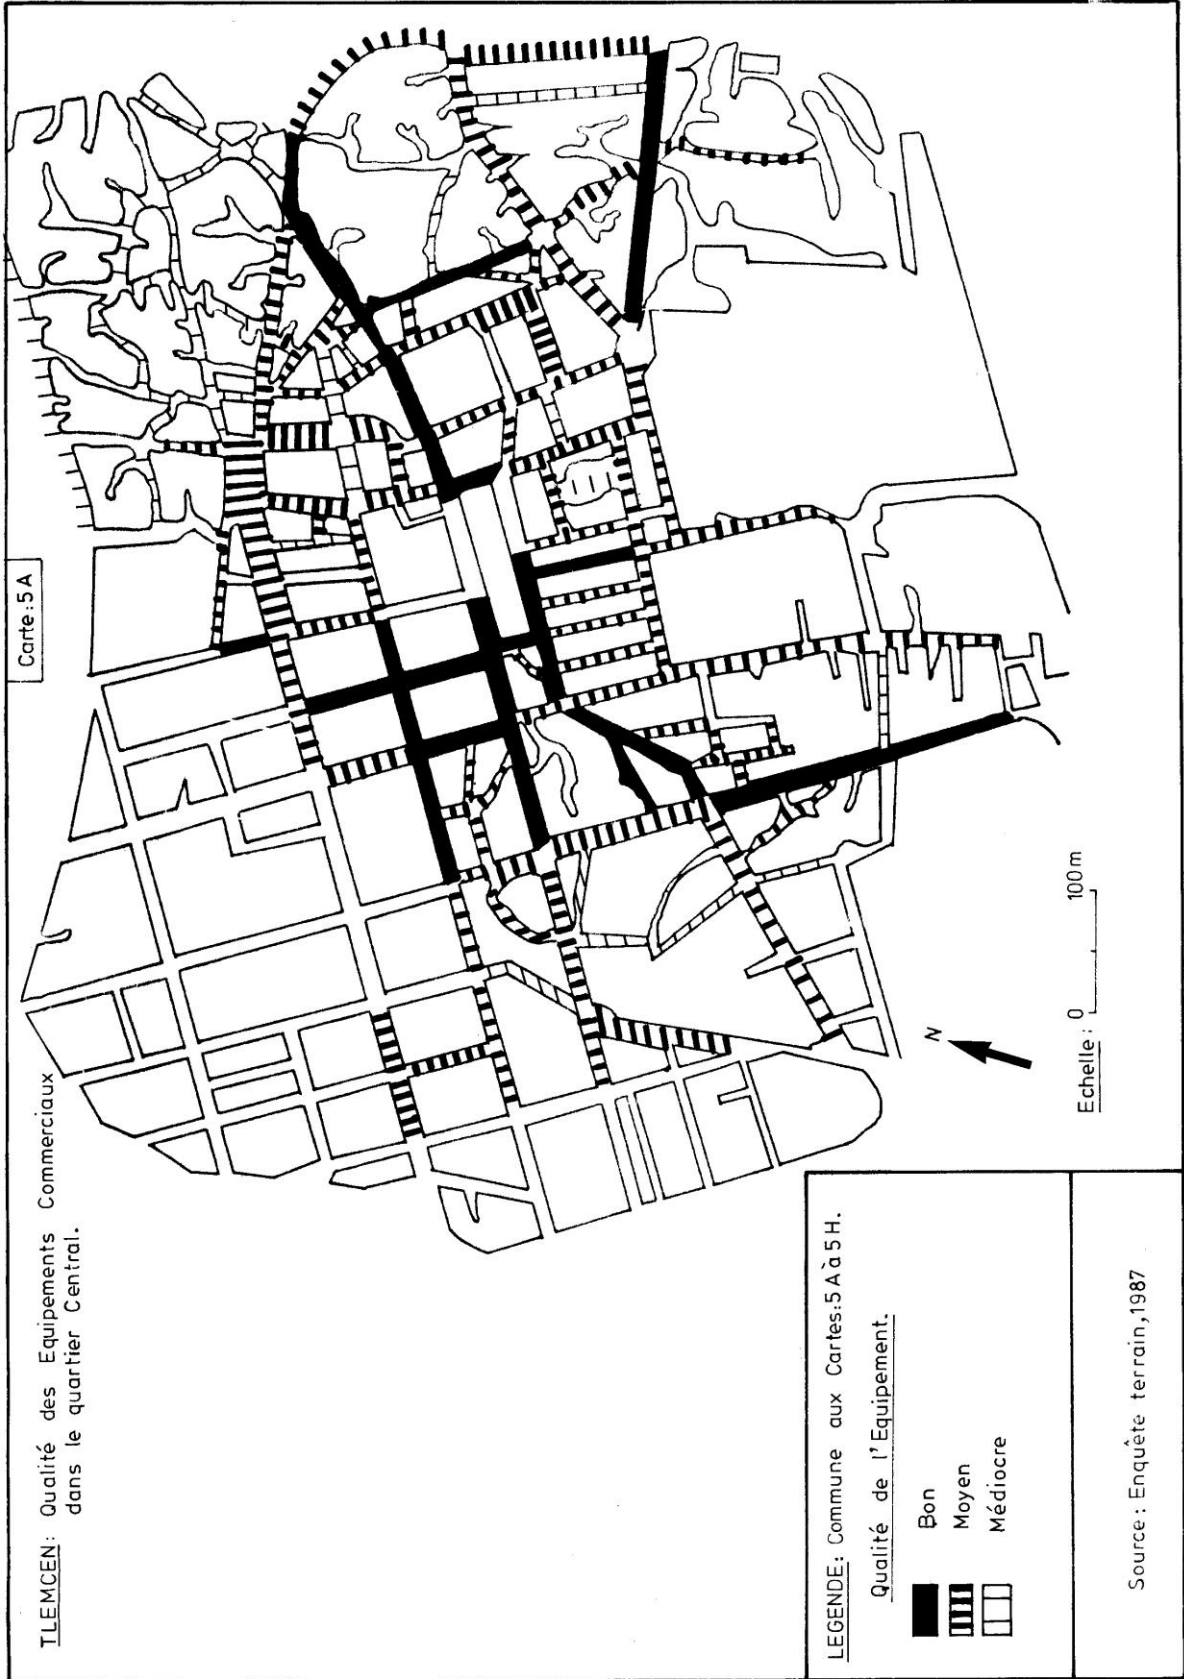 Carte:5 A
TLEMCEN: Qualité des Equipements Commerciaux
dans le quartier Central.
N
Echelle: 0 100m
LEGENDE: Commune aux Cartes:5 A à 5 H.
Qualité de l'Equipement.
Bon
Moyen
Médiocre
Source: Enquête terrain,1987